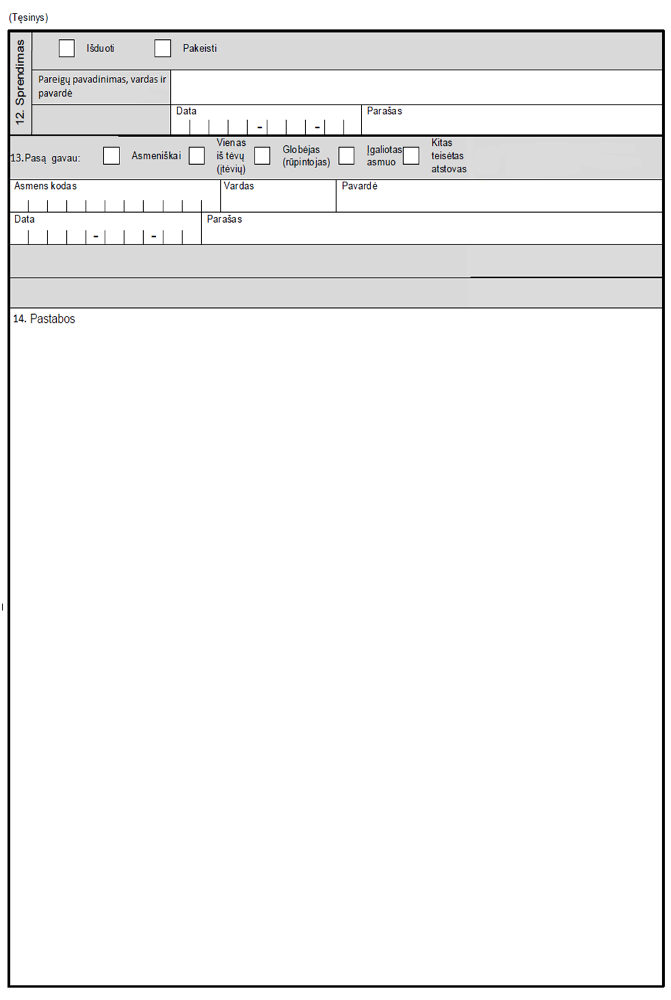 (Tęsinys)
12. Sprendimas
Išduoti Pakeisti
Pareigų pavadinimas, vardas ir
pavardė
Data Parašas
- -
13.Pasą gavau: Asmeniškai
Vienas
iš tėvų
(įtėvių)
Globėjas
(rūpintojas)
Įgaliotas
asmuo
Kitas
teisėtas
atstovas
Asmens kodas Vardas Pavardė
Data Parašas
- -
14. Pastabos